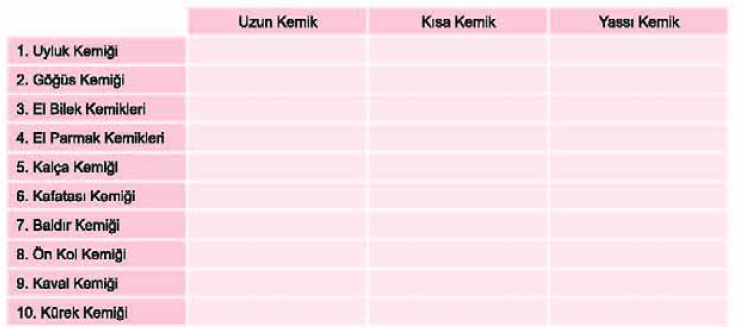 Uzun Kemik Kısa Kemik Yassı Kemik
1. Uyluk Kemiği
2. Göğüs Kemiği
3. El Bilek Kemikleri
4. El Parmak Kemikleri
5. Kalça Kemiği
6. Kafatası Kemiği
7. Baldır Kemiği
8. Ön Kol Kemiği
9. Kaval Kemiği
10. Kürek Kemiği